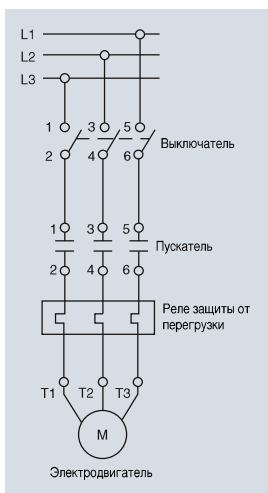 L1
L2
L3
1 3 5
2 4 6
Выключатель
1 3 5
Пускатель
2 4 6
Реле защиты от
перегрузки
T1 T2 T3
M
Электродвигатель